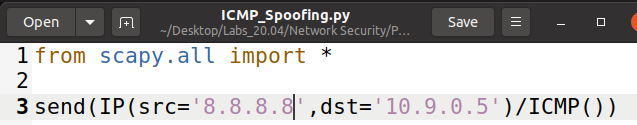 Open
ICMP_Spoofing.py
~/Desktop/Labs_20.04/Network Security/P...
Save
1 from scapy.all import *
2
3 send(IP(src='8.8.8.8',dst='10.9.0.5')/ICMP())